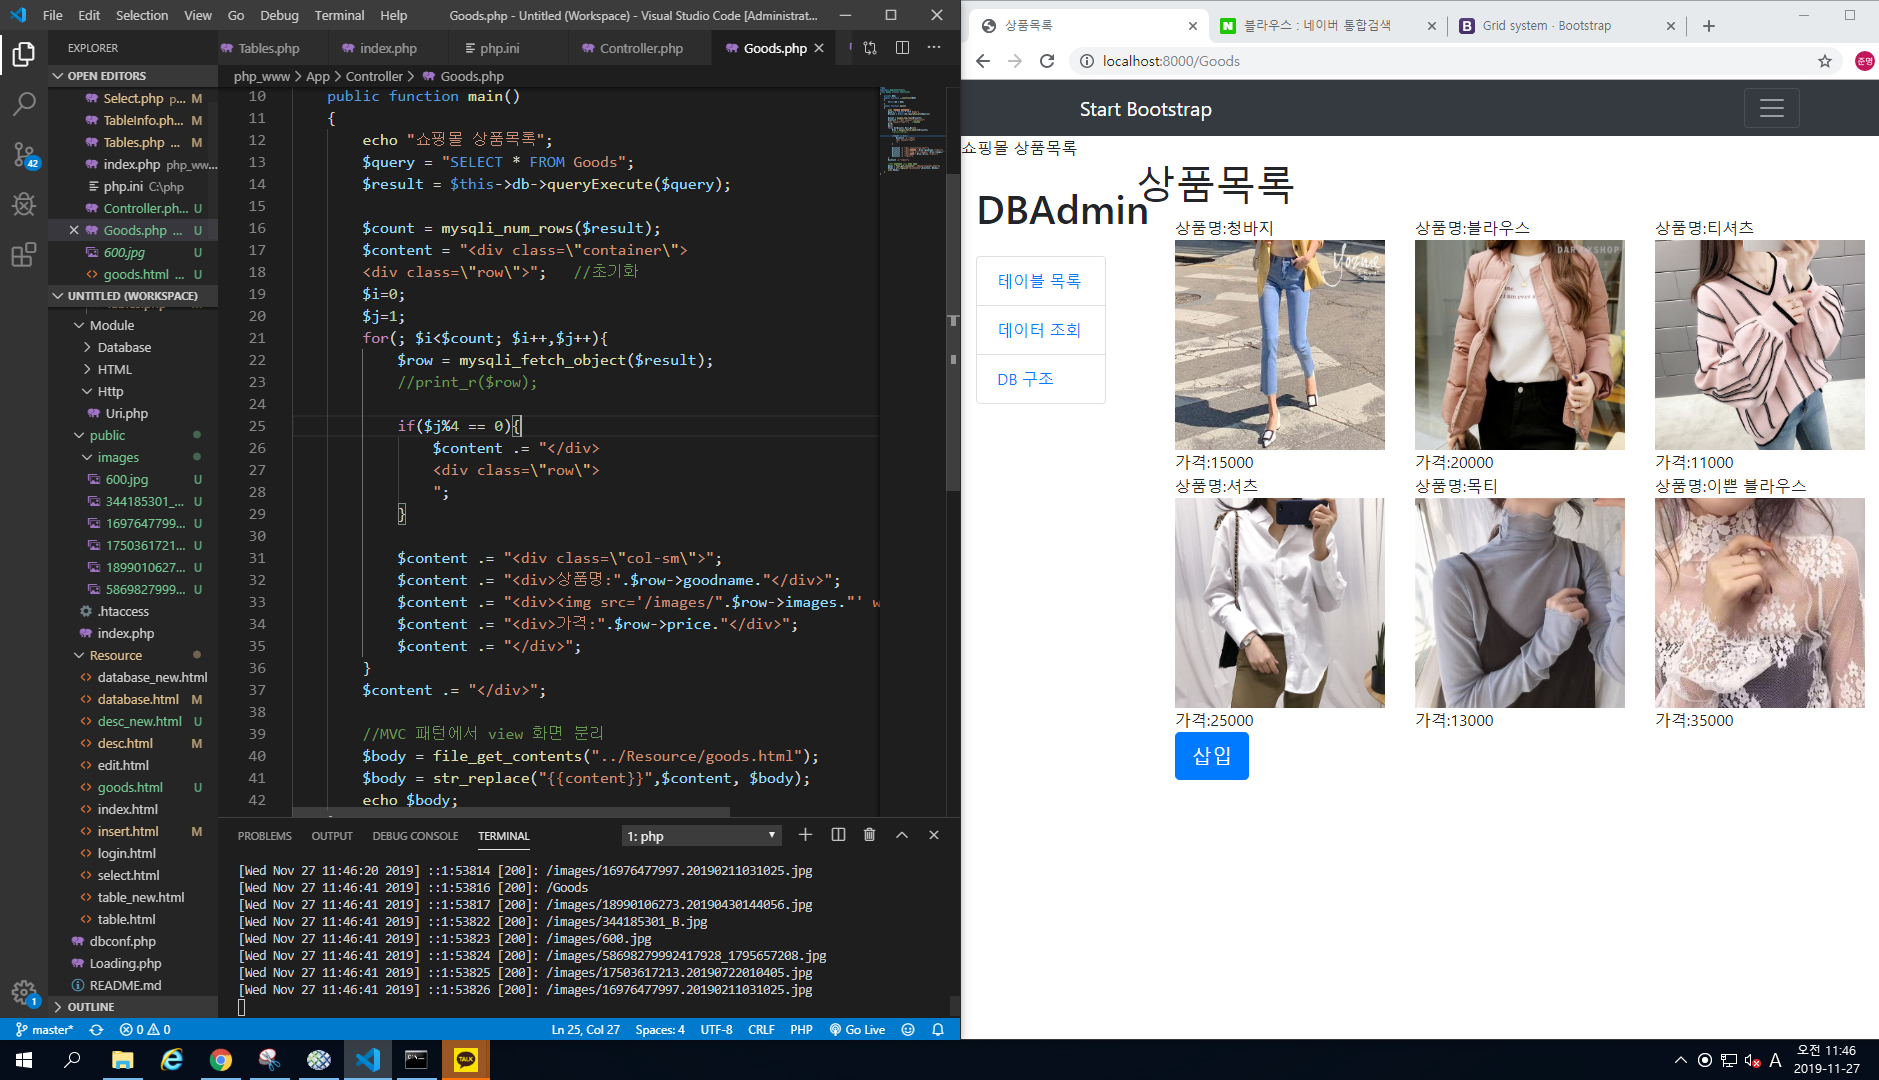 File Edit Selection View Go Debug Terminal Help Goods.php - Untitled (Workspace) - Visual Studio Code [Administrat...
EXPLORER
Tables.php index.php php.ini Controller.php Goods.php
OPEN EDITORS
php_www > App > Controller > Goods.php
Select.php p... M
TableInfo.ph... M
Tables.php ... M
index.php php_ww...
php.ini C:\php
Controller.ph... U
Goods.php ... U
600.jpg U
goods.html ... U
UNTITLED (WORKSPACE)
Module
Database
HTML
Http
Uri.php
public
images
600.jpg U
344185301_... U
1697647799... U
1750361721... U
1899010627... U
5869827999... U
.htaccess
index.php
Resource
database_new.html
database.html M
desc_new.html U
desc.html M
edit.html
goods.html U
index.html
insert.html M
login.html
select.html
table_new.html
table.html
dbconf.php
Loading.php
README.md
OUTLINE
42
1
10 public function main()
11 {
12 echo "쇼핑몰 상품목록";
13 $query = "SELECT * FROM Goods";
14 $result = $this->db->queryExecute($query);
15
16 $count = mysqli_num_rows($result);
17 $content = "<div class=\"container\">
18 <div class=\"row\">"; //초기화
19 $i=0;
20 $j=1;
21 for(; $i<$count; $i++,$j++){
22 $row = mysqli_fetch_object($result);
23 //print_r($row);
24
25 if($j%4 == 0){
26 $content .= "</div>
27 <div class=\"row\">
28 ";
29 }
30
31 $content .= "<div class=\"col-sm\">";
32 $content .= "<div>상품명:".$row->goodname."</div>";
33 $content .= "<div><img src='/images/".$row->images."' w
34 $content .= "<div>가격:".$row->price."</div>";
35 $content .= "</div>";
36 }
37 $content .= "</div>";
38
39 //MVC 패턴에서 view 화면 분리
40 $body = file_get_contents("../Resource/goods.html");
41 $body = str_replace("{{content}}",$content, $body);
42 echo $body;
PROBLEMS OUTPUT DEBUG CONSOLE TERMINAL 1: php
[Wed Nov 27 11:46:20 2019] ::1:53814 [200]: /images/16976477997.20190211031025.jpg
[Wed Nov 27 11:46:41 2019] ::1:53816 [200]: /Goods
[Wed Nov 27 11:46:41 2019] ::1:53817 [200]: /images/18990106273.20190430144056.jpg
[Wed Nov 27 11:46:41 2019] ::1:53822 [200]: /images/344185301_B.jpg
[Wed Nov 27 11:46:41 2019] ::1:53823 [200]: /images/600.jpg
[Wed Nov 27 11:46:41 2019] ::1:53824 [200]: /images/58698279992417928_1795657208.jpg
[Wed Nov 27 11:46:41 2019] ::1:53825 [200]: /images/17503617213.20190722010405.jpg
[Wed Nov 27 11:46:41 2019] ::1:53826 [200]: /images/16976477997.20190211031025.jpg
master* 0 0 Ln 25, Col 27 Spaces: 4 UTF-8 CRLF PHP Go Live
상품목록 블라우스 : 네이버 통합검색 Grid system · Bootstrap
localhost:8000/Goods 준명
Start Bootstrap
쇼핑몰 상품목록
DBAdmin
테이블 목록
데이터 조회
DB 구조
상품목록
상품명:청바지 상품명:블라우스 상품명:티셔츠
가격:15000 가격:20000 가격:11000
상품명:셔츠 상품명:목티 상품명:이쁜 블라우스
가격:25000 가격:13000 가격:35000
삽입
TALK
A 오전 11:46
2019-11-27